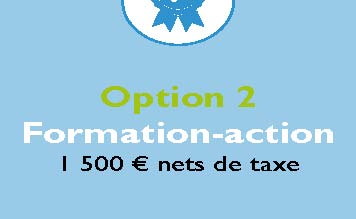 Option 2
Formation-action
1 500 € nets de taxe